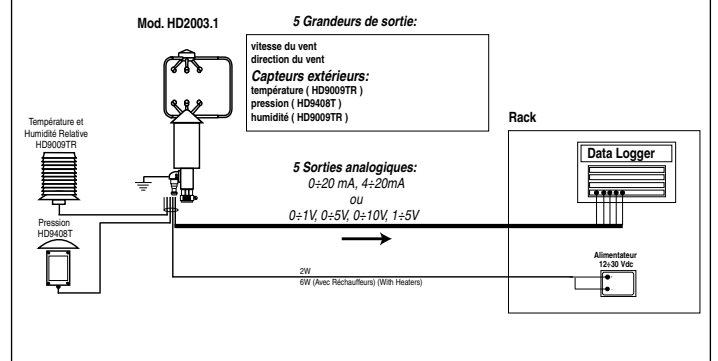 Mod. HD2003.1
5 Grandeurs de sortie:
vitesse du vent
direction du vent
Capteurs extérieurs:
température ( HD9009TR )
pression ( HD9408T )
humidité ( HD9009TR )
Température et
Humidité Relative
HD9009TR
Pression
HD9408T
5 Sorties analogiques:
0÷20 mA, 4÷20mA
ou
0÷1V, 0÷5V, 0÷10V, 1÷5V
Rack
Data Logger
Alimentateur
12÷30 Vdc
2W
6W (Avec Réchauffeurs) (With Heaters)